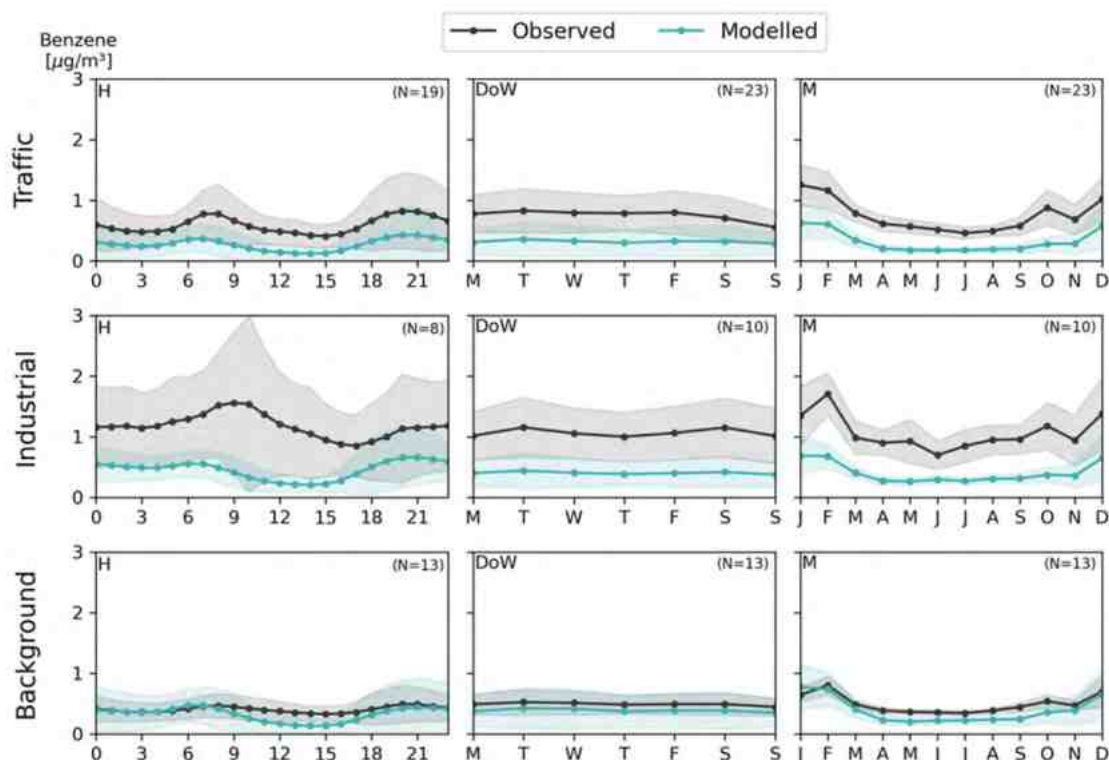 Observed Modelled
Benzene
[μg/m³]
Traffic
3
2
1
0
H (N=19)
0 3 6 9 12 15 18 21
DoW (N=23)
M T W T F S S
M (N=23)
J F M A M J J A S O N D
Industrial
3
2
1
0
H (N=8)
0 3 6 9 12 15 18 21
DoW (N=10)
M T W T F S S
M (N=10)
J F M A M J J A S O N D
Background
3
2
1
0
H (N=13)
0 3 6 9 12 15 18 21
DoW (N=13)
M T W T F S S
M (N=13)
J F M A M J J A S O N D